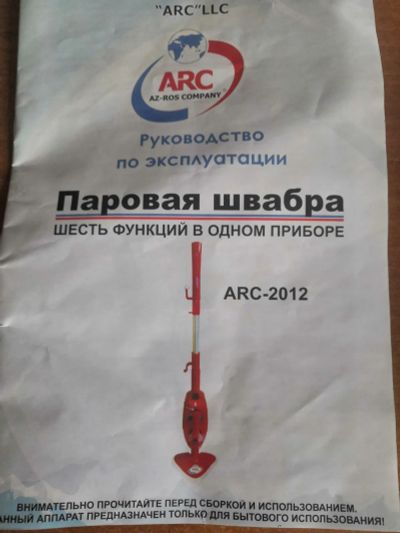 "ARC"LLC
ARC
AZ-ROS COMPANY
Руководство
по эксплуатации
Паровая швабра
ШЕСТЬ ФУНКЦИЙ В ОДНОМ ПРИБОРЕ
ARC-2012
ВНИМАТЕЛЬНО ПРОЧИТАЙТЕ ПЕРЕД СБОРКОЙ И ИСПОЛЬЗОВАНИЕМ.
АННЫЙ АППАРАТ ПРЕДНАЗНАЧЕН ТОЛЬКО ДЛЯ БЫТОВОГО ИСПОЛЬЗОВАНИЯ!